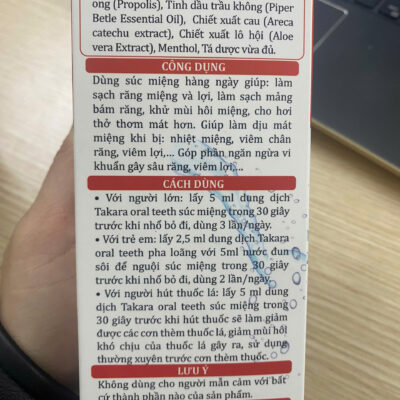 ong (Propolis), Tinh dầu trầu không (Piper
Betle Essential Oil), Chiết xuất cau (Areca
catechu extract), Chiết xuất lô hội (Aloe
vera Extract), Menthol, Tá dược vừa đủ.
CÔNG DỤNG
Dùng súc miệng hàng ngày giúp: làm
sạch răng miệng và lợi, làm sạch mảng
bám răng, khử mùi hôi miệng, cho hơi
thở thơm mát hơn. Giúp làm dịu mát
miệng khi bị: nhiệt miệng, viêm chân
răng, viêm lợi,... Góp phần ngăn ngừa vi
khuẩn gây sâu răng, viêm lợi...
CÁCH DÙNG
• Với người lớn: lấy 5 ml dung dịch
Takara oral teeth súc miệng trong 30 giây
trước khi nhổ bỏ đi, dùng 3 lần/ngày.
• Với trẻ em: lấy 2,5 ml dung dịch Takara
oral teeth pha loãng với 5ml nước đun
sôi để nguội súc miệng trong 30 giây
trước khi nhổ bỏ đi, dùng 2 lần/ngày.
• Với người hút thuốc lá: lấy 5 ml dung
dịch Takara oral teeth súc miệng trong
30 giây trước khi hút thuốc sẽ làm giảm
được các cơn thèm thuốc lá, giảm mùi hôi
khó chịu của thuốc lá gây ra, sử dụng
thường xuyên trước cơn thèm thuốc.
LƯU Ý
Không dùng cho người mẫn cảm với bất
cứ thành phần nào của sản phẩm.